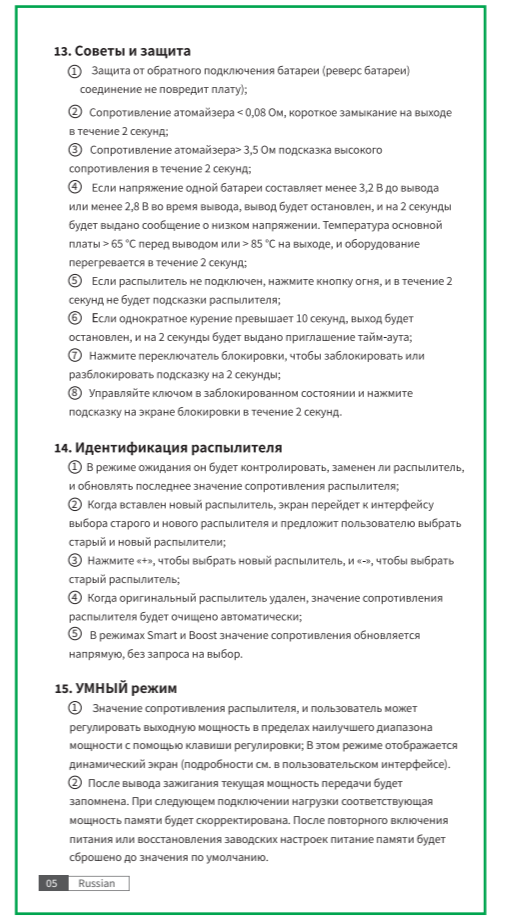 13. Советы и защита
① Защита от обратного подключения батареи (реверс батареи)
соединение не повредит плату);
② Сопротивление атомайзера < 0,08 Ом, короткое замыкание на выходе
в течение 2 секунд;
③ Сопротивление атомайзера> 3,5 Ом подсказка высокого
сопротивления в течение 2 секунд;
④ Если напряжение одной батареи составляет менее 3,2 В до вывода
или менее 2,8 В во время вывода, вывод будет остановлен, и на 2 секунды
будет выдано сообщение о низком напряжении. Температура основной
платы > 65 °C перед выводом или > 85 °C на выходе, и оборудование
перегревается в течение 2 секунд;
⑤ Если распылитель не подключен, нажмите кнопку огня, и в течение 2
секунд не будет подсказки распылителя;
⑥ Если однократное курение превышает 10 секунд, выход будет
остановлен, и на 2 секунды будет выдано приглашение тайм-аута;
⑦ Нажмите переключатель блокировки, чтобы заблокировать или
разблокировать подсказку на 2 секунды;
⑧ Управляйте ключом в заблокированном состоянии и нажмите
подсказку на экране блокировки в течение 2 секунд.
14. Идентификация распылителя
① В режиме ожидания он будет контролировать, заменен ли распылитель,
и обновлять последнее значение сопротивления распылителя;
② Когда вставлен новый распылитель, экран перейдет к интерфейсу
выбора старого и нового распылителя и предложит пользователю выбрать
старый и новый распылители;
③ Нажмите «+», чтобы выбрать новый распылитель, и «-», чтобы выбрать
старый распылитель;
④ Когда оригинальный распылитель удален, значение сопротивления
распылителя будет очищено автоматически;
⑤ В режимах Smart и Boost значение сопротивления обновляется
напрямую, без запроса на выбор.
15. УМНЫЙ режим
① Значение сопротивления распылителя, и пользователь может
регулировать выходную мощность в пределах наилучшего диапазона
мощности с помощью клавиши регулировки; В этом режиме отображается
динамический экран (подробности см. в пользовательском интерфейсе).
② После вывода зажигания текущая мощность передачи будет
запомнена. При следующем подключении нагрузки соответствующая
мощность памяти будет скорректирована. После повторного включения
питания или восстановления заводских настроек питание памяти будет
сброшено до значения по умолчанию.
05 Russian